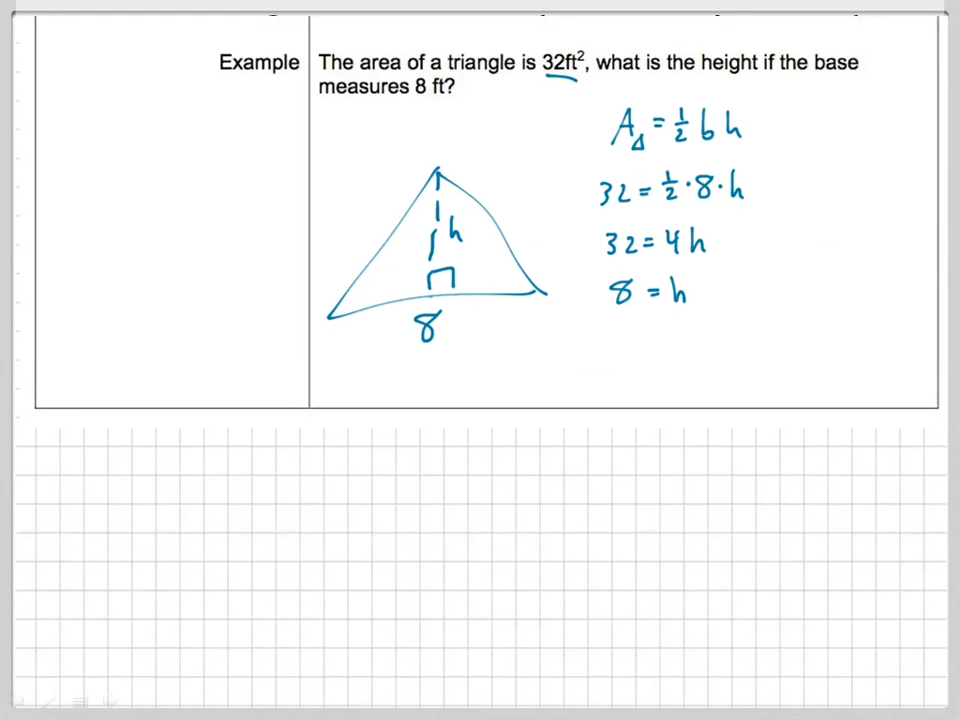 Example
The area of a triangle is 32ft², what is the height if the base
measures 8 ft?
A△ = ½ b h
32 = ½ · 8 · h
32 = 4h
8 = h
h
8